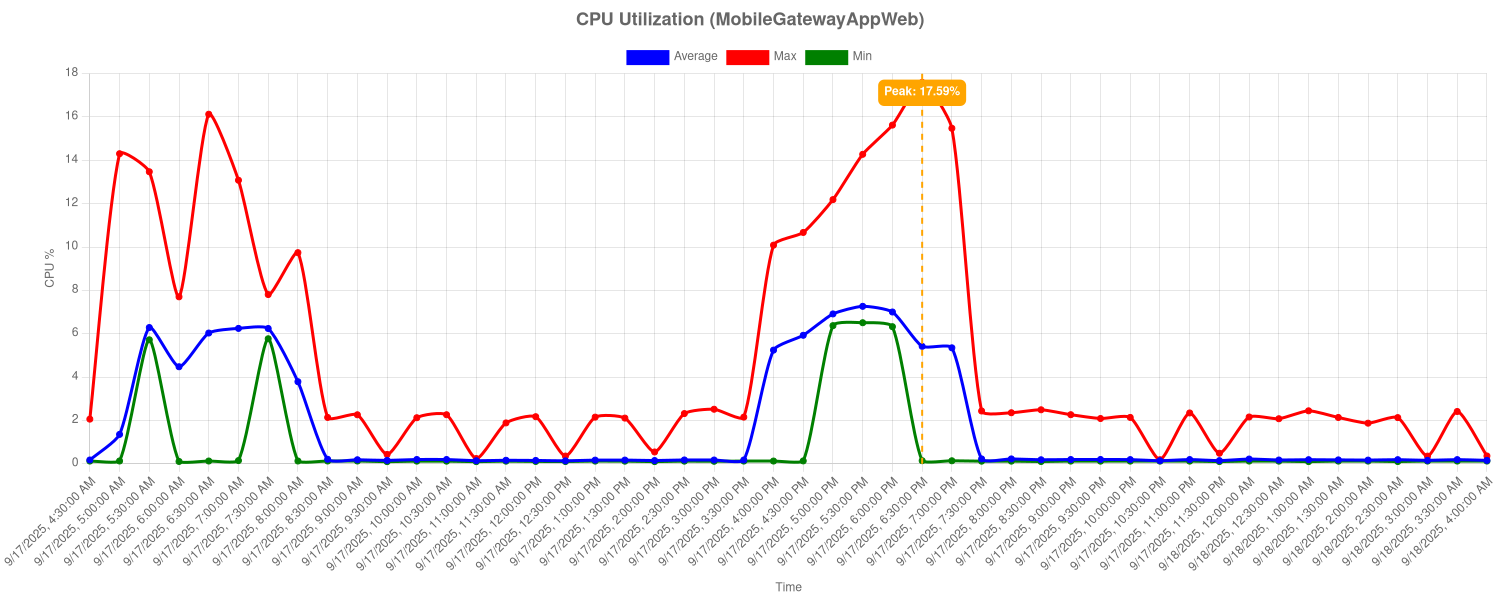 CPU Utilization (MobileGatewayAppWeb)
Average Max Min
Peak: 17.59%
18
16
14
12
10
8
6
4
2
0
CPU %
9/17/2025, 4:30:00 AM
9/17/2025, 5:00:00 AM
9/17/2025, 5:30:00 AM
9/17/2025, 6:00:00 AM
9/17/2025, 6:30:00 AM
9/17/2025, 7:00:00 AM
9/17/2025, 7:30:00 AM
9/17/2025, 8:00:00 AM
9/17/2025, 8:30:00 AM
9/17/2025, 9:00:00 AM
9/17/2025, 9:30:00 AM
9/17/2025, 10:00:00 AM
9/17/2025, 10:30:00 AM
9/17/2025, 11:00:00 AM
9/17/2025, 11:30:00 AM
9/17/2025, 12:00:00 PM
9/17/2025, 12:30:00 PM
9/17/2025, 1:00:00 PM
9/17/2025, 1:30:00 PM
9/17/2025, 2:00:00 PM
9/17/2025, 2:30:00 PM
9/17/2025, 3:00:00 PM
9/17/2025, 3:30:00 PM
9/17/2025, 4:00:00 PM
9/17/2025, 4:30:00 PM
9/17/2025, 5:00:00 PM
9/17/2025, 5:30:00 PM
9/17/2025, 6:00:00 PM
9/17/2025, 6:30:00 PM
9/17/2025, 7:00:00 PM
9/17/2025, 7:30:00 PM
9/17/2025, 8:00:00 PM
9/17/2025, 8:30:00 PM
9/17/2025, 9:00:00 PM
9/17/2025, 9:30:00 PM
9/17/2025, 10:00:00 PM
9/17/2025, 10:30:00 PM
9/17/2025, 11:00:00 PM
9/17/2025, 11:30:00 PM
9/18/2025, 12:00:00 AM
9/18/2025, 12:30:00 AM
9/18/2025, 1:00:00 AM
9/18/2025, 1:30:00 AM
9/18/2025, 2:00:00 AM
9/18/2025, 2:30:00 AM
9/18/2025, 3:00:00 AM
9/18/2025, 3:30:00 AM
9/18/2025, 4:00:00 AM
Time